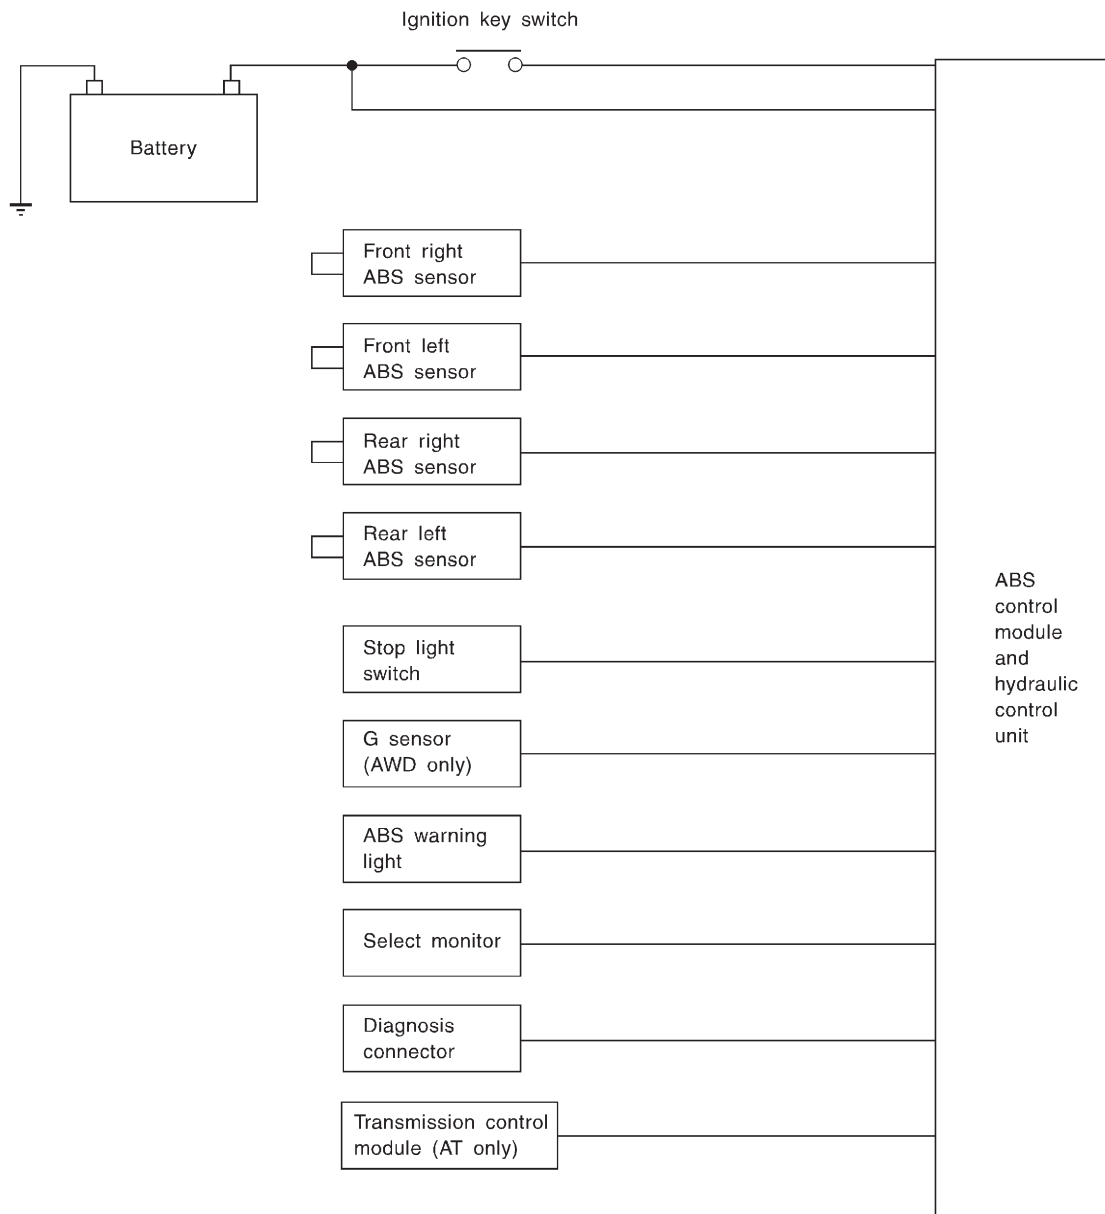 Ignition key switch
Battery
Front right
ABS sensor
Front left
ABS sensor
Rear right
ABS sensor
Rear left
ABS sensor
Stop light
switch
G sensor
(AWD only)
ABS warning
light
Select monitor
Diagnosis
connector
Transmission control
module (AT only)
ABS
control
module
and
hydraulic
control
unit